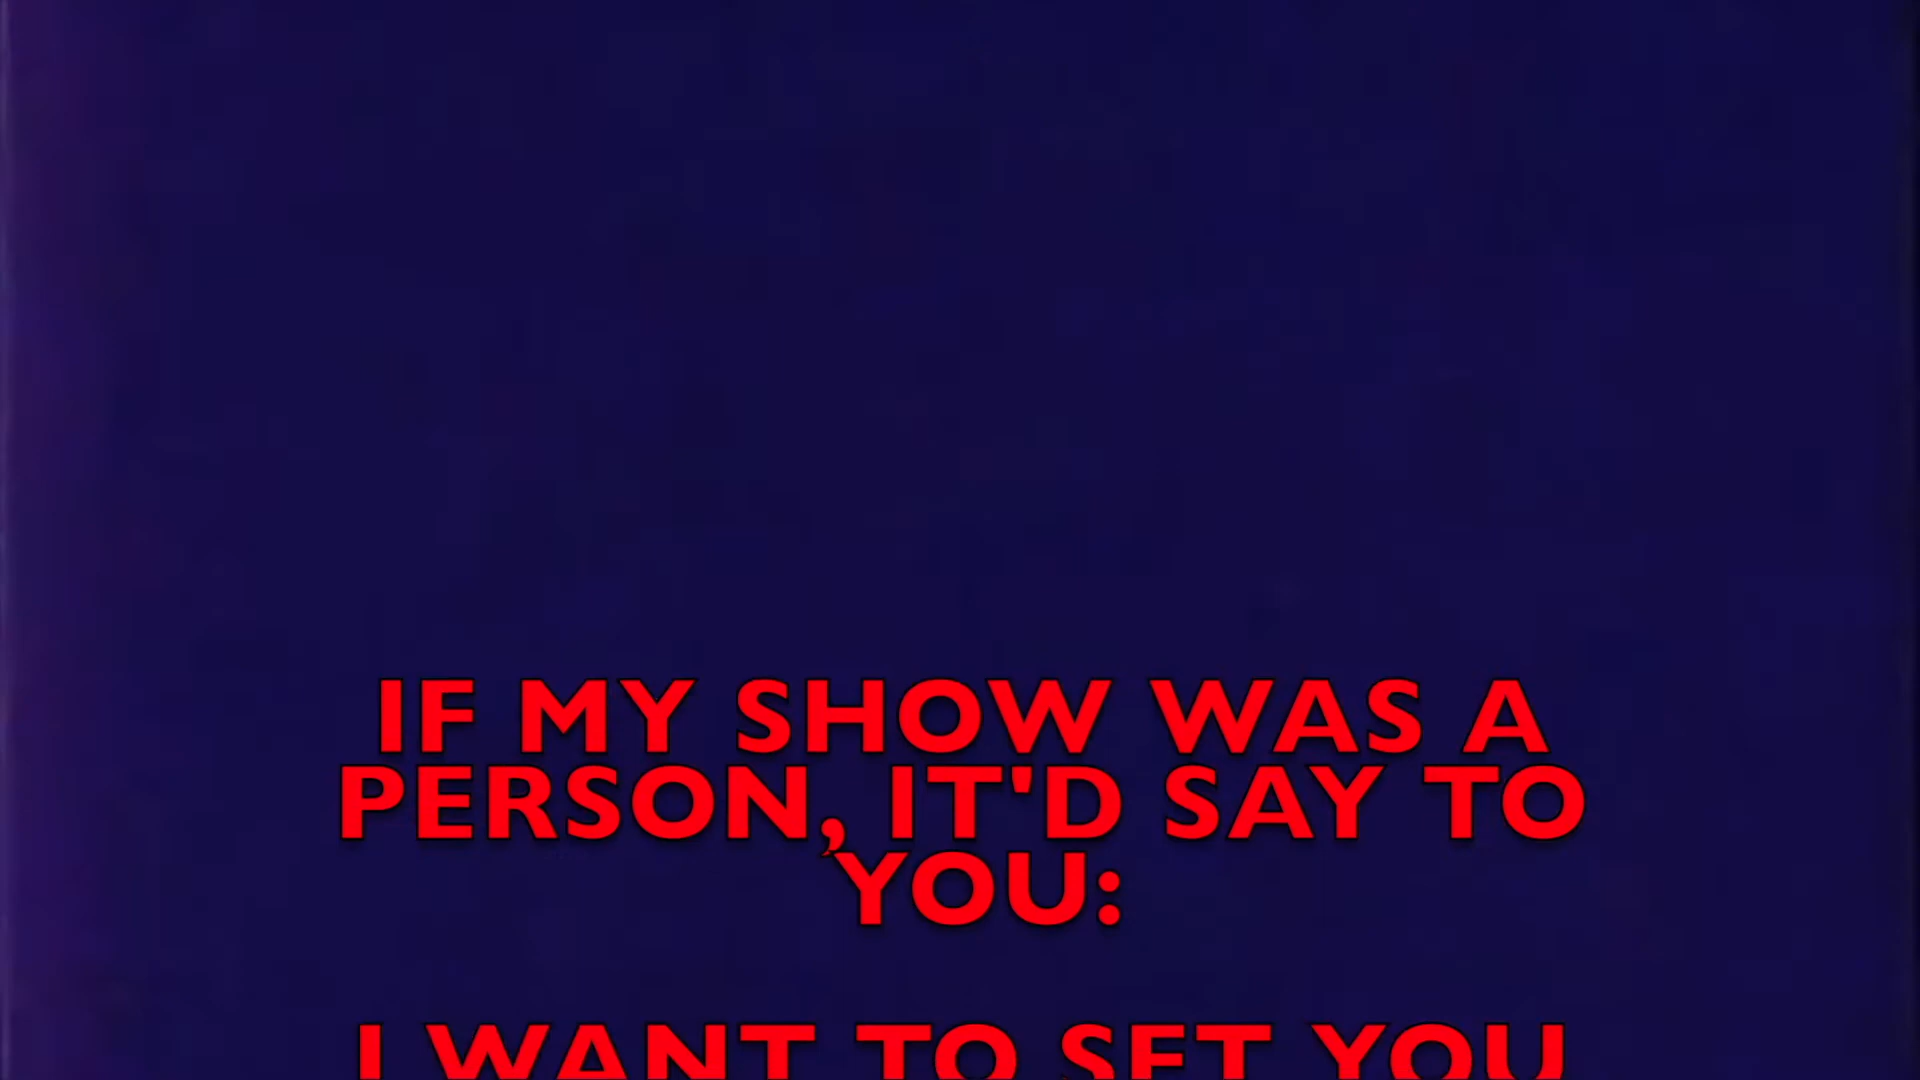 IF MY SHOW WAS A
PERSON, IT'D SAY TO
YOU:
I WANT TO SET YOU